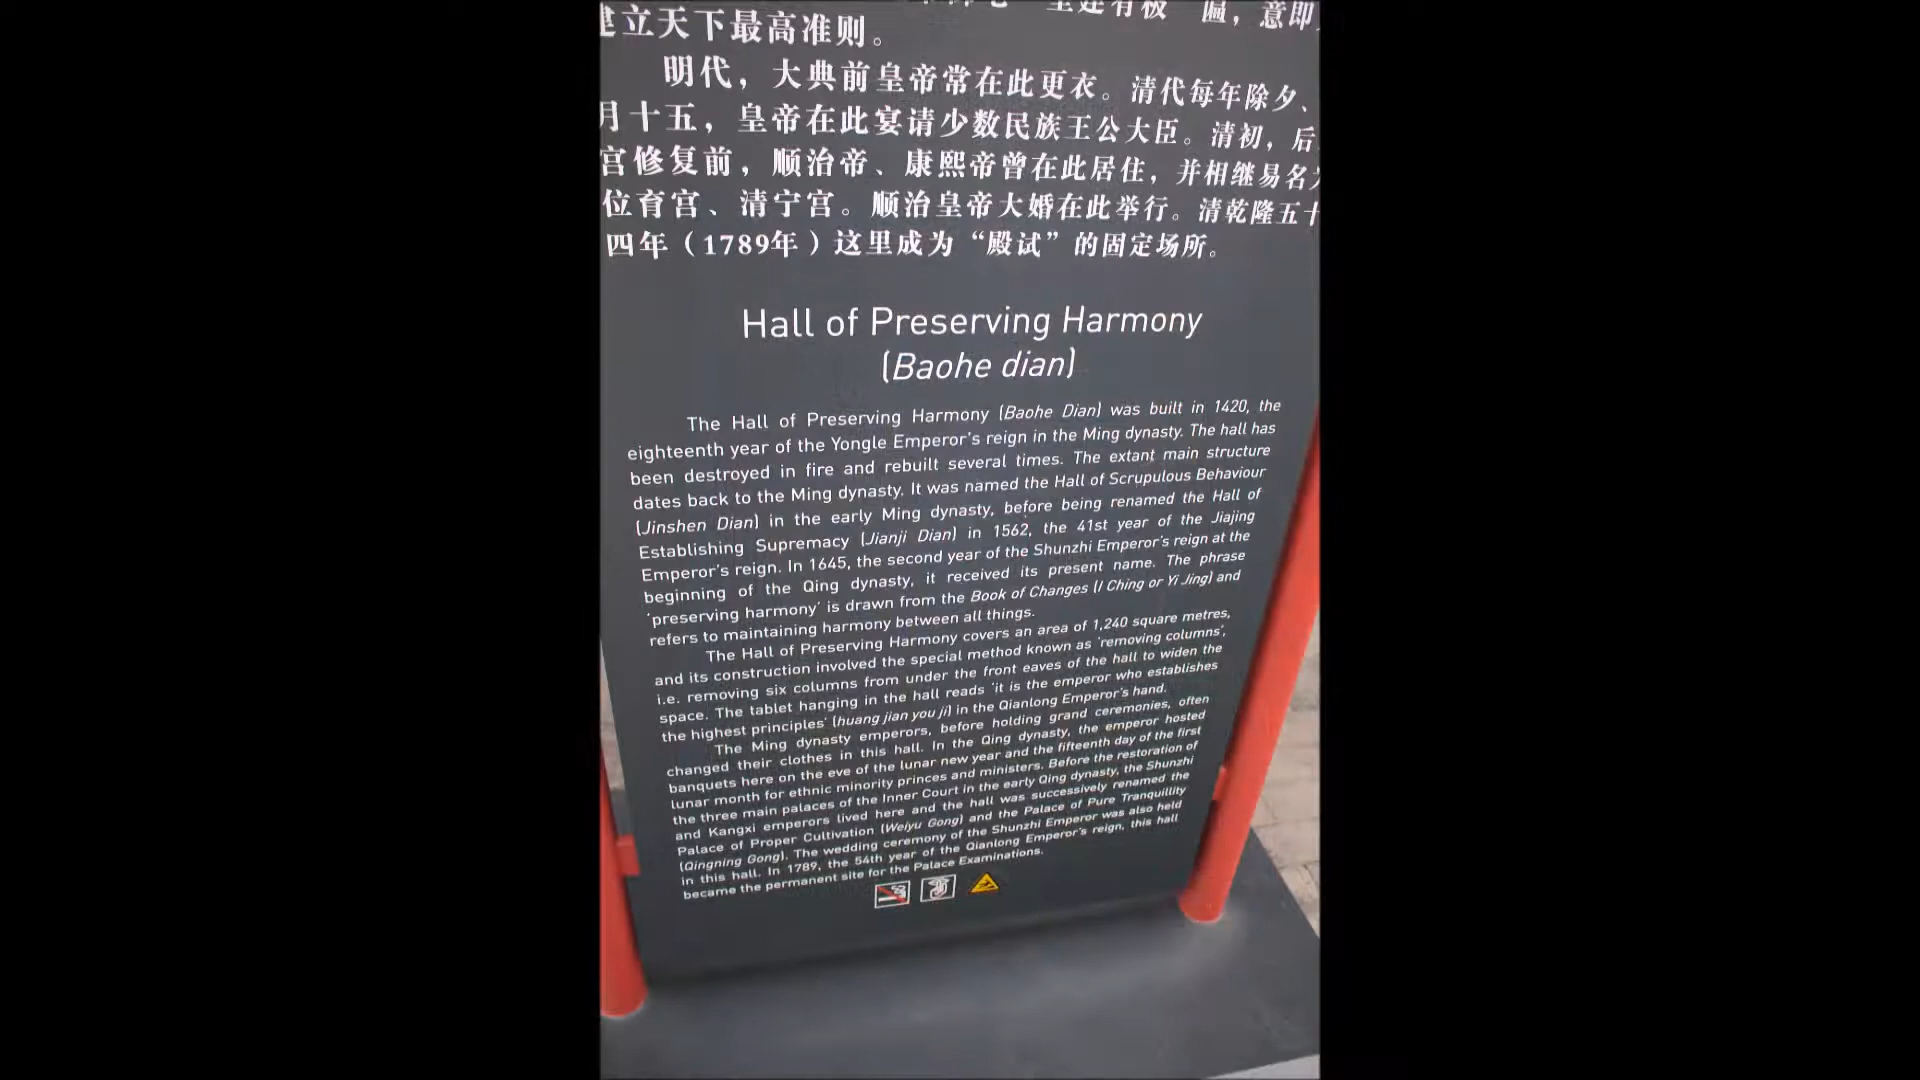 建有极 匾，意即
建立天下最高准则。
明代，大典前皇帝常在此更衣。清代每年除夕、
月十五，皇帝在此宴请少数民族王公大臣。清初，后
宫修复前，顺治帝、康熙帝曾在此居住，并相继易名为
位育宫、清宁宫。顺治皇帝大婚在此举行。清乾隆五十
四年（1789年）这里成为“殿试”的固定场所。
Hall of Preserving Harmony
(Baohe dian)
The Hall of Preserving Harmony (Baohe Dian) was built in 1420, the
eighteenth year of the Yongle Emperor's reign in the Ming dynasty. The hall has
been destroyed in fire and rebuilt several times. The extant main structure
dates back to the Ming dynasty. It was named the Hall of Scrupulous Behaviour
(Jinshen Dian) in the early Ming dynasty, before being renamed the Hall of
Establishing Supremacy (Jianji Dian) in 1562, the 41st year of the Jiajing
Emperor's reign. In 1645, the second year of the Shunzhi Emperor's reign at the
beginning of the Qing dynasty, it received its present name. The phrase
'preserving harmony' is drawn from the Book of Changes (I Ching or Yi Jing) and
refers to maintaining harmony between all things.
The Hall of Preserving Harmony covers an area of 1,240 square metres,
and its construction involved the special method known as 'removing columns',
i.e. removing six columns from under the front eaves of the hall to widen the
space. The tablet hanging in the hall reads 'it is the emperor who establishes
the highest principles' (huang jian you ji) in the Qianlong Emperor's hand.
The Ming dynasty emperors, before holding grand ceremonies, often
changed their clothes in this hall. In the Qing dynasty, the emperor hosted
banquets here on the eve of the lunar new year and the fifteenth day of the first
lunar month for ethnic minority princes and ministers. Before the restoration of
the three main palaces of the Inner Court in the early Qing dynasty, the Shunzhi
and Kangxi emperors lived here and the hall was successively renamed the
Palace of Proper Cultivation (Weiyu Gong) and the Palace of Pure Tranquillity
(Qingning Gong). The wedding ceremony of the Shunzhi Emperor was also held
in this hall. In 1789, the 54th year of the Qianlong Emperor's reign, this hall
became the permanent site for the Palace Examinations.